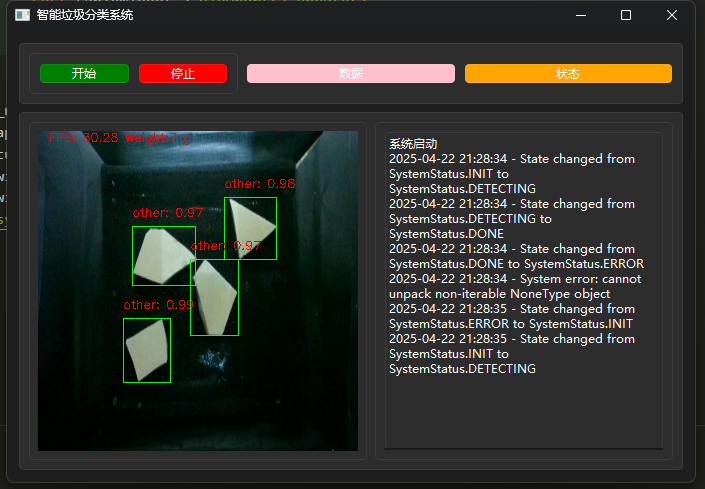 智能垃圾分类系统
开始
停止
数据
状态
30.28 weight:
other: 0.98
other: 0.97
other: 0.97
other: 0.99
系统启动
2025-04-22 21:28:34 - State changed from
SystemStatus.INIT to
SystemStatus.DETECTING
2025-04-22 21:28:34 - State changed from
SystemStatus.DETECTING to
SystemStatus.DONE
2025-04-22 21:28:34 - State changed from
SystemStatus.DONE to SystemStatus.ERROR
2025-04-22 21:28:34 - System error: cannot
unpack non-iterable NoneType object
2025-04-22 21:28:35 - State changed from
SystemStatus.ERROR to SystemStatus.INIT
2025-04-22 21:28:35 - State changed from
SystemStatus.INIT to
SystemStatus.DETECTING